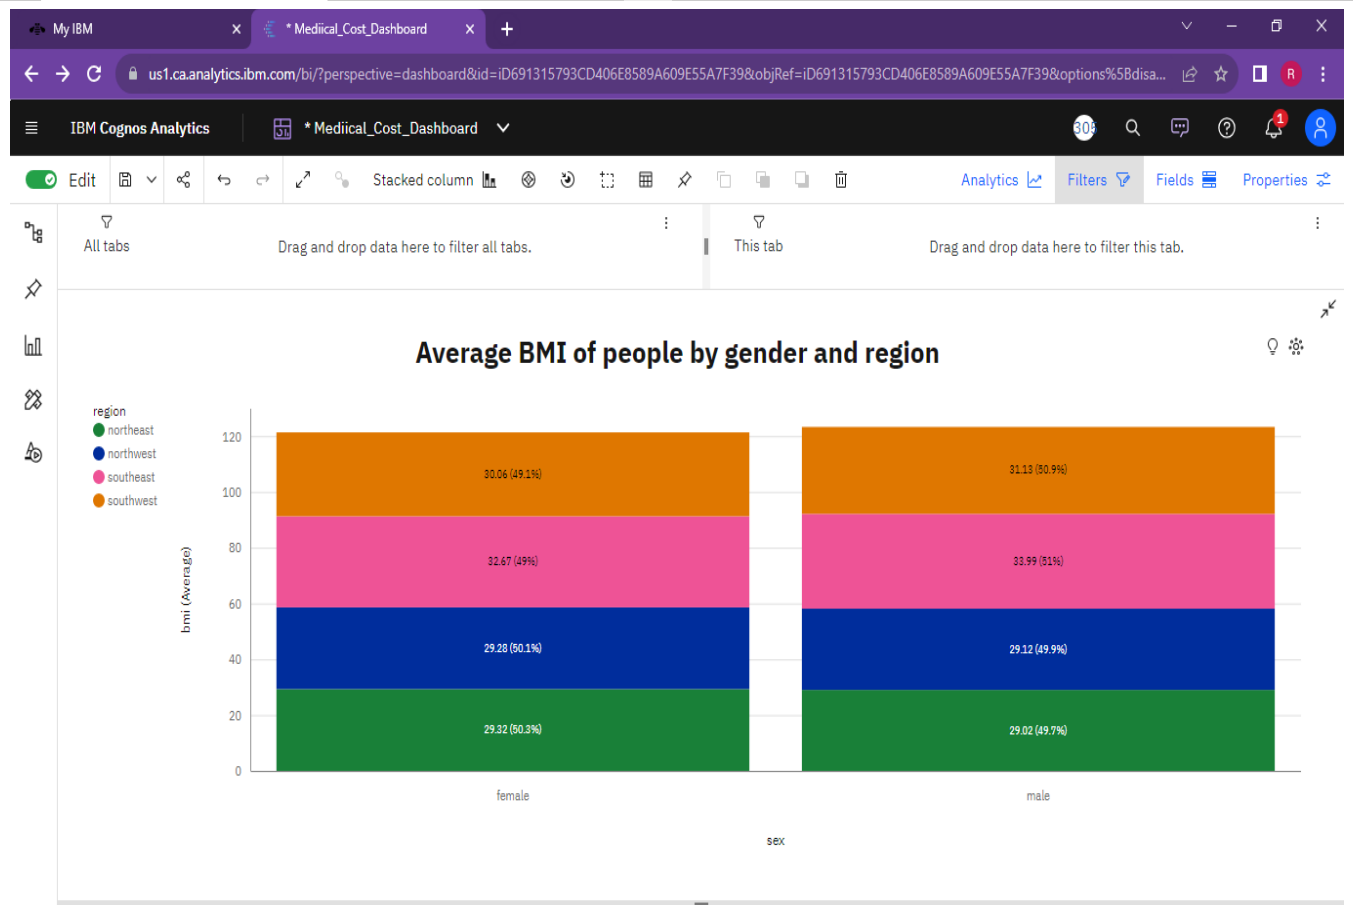 My IBM
* Mediical_Cost_Dashboard
us1.ca.analytics.ibm.com/bi/?perspective=dashboard&id=iD691315793CD406E8589A609E55A7F39&objRef=iD691315793CD406E8589A609E55A7F39&options%5Bdisa...
R
IBM Cognos Analytics
* Mediical_Cost_Dashboard
1
Edit
Stacked column
Analytics
Filters
Fields
Properties
All tabs
Drag and drop data here to filter all tabs.
This tab
Drag and drop data here to filter this tab.
Average BMI of people by gender and region
region
northeast
northwest
southeast
southwest
bmi (Average)
120
100
80
60
40
20
0
30.06 (49.1%)
32.67 (49%)
29.28 (50.1%)
29.32 (50.3%)
31.13 (50.9%)
33.99 (51%)
29.12 (49.9%)
29.02 (49.7%)
female
male
sex